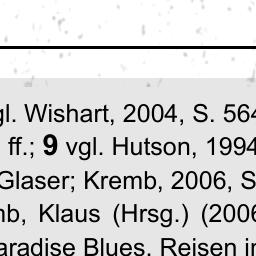 gl. Wishart, 2004, S. 564
ff.; 9 vgl. Hutson, 1994
Glaser; Kremb, 2006, S
mb, Klaus (Hrsg.) (2006
aradise Blues. Reisen in